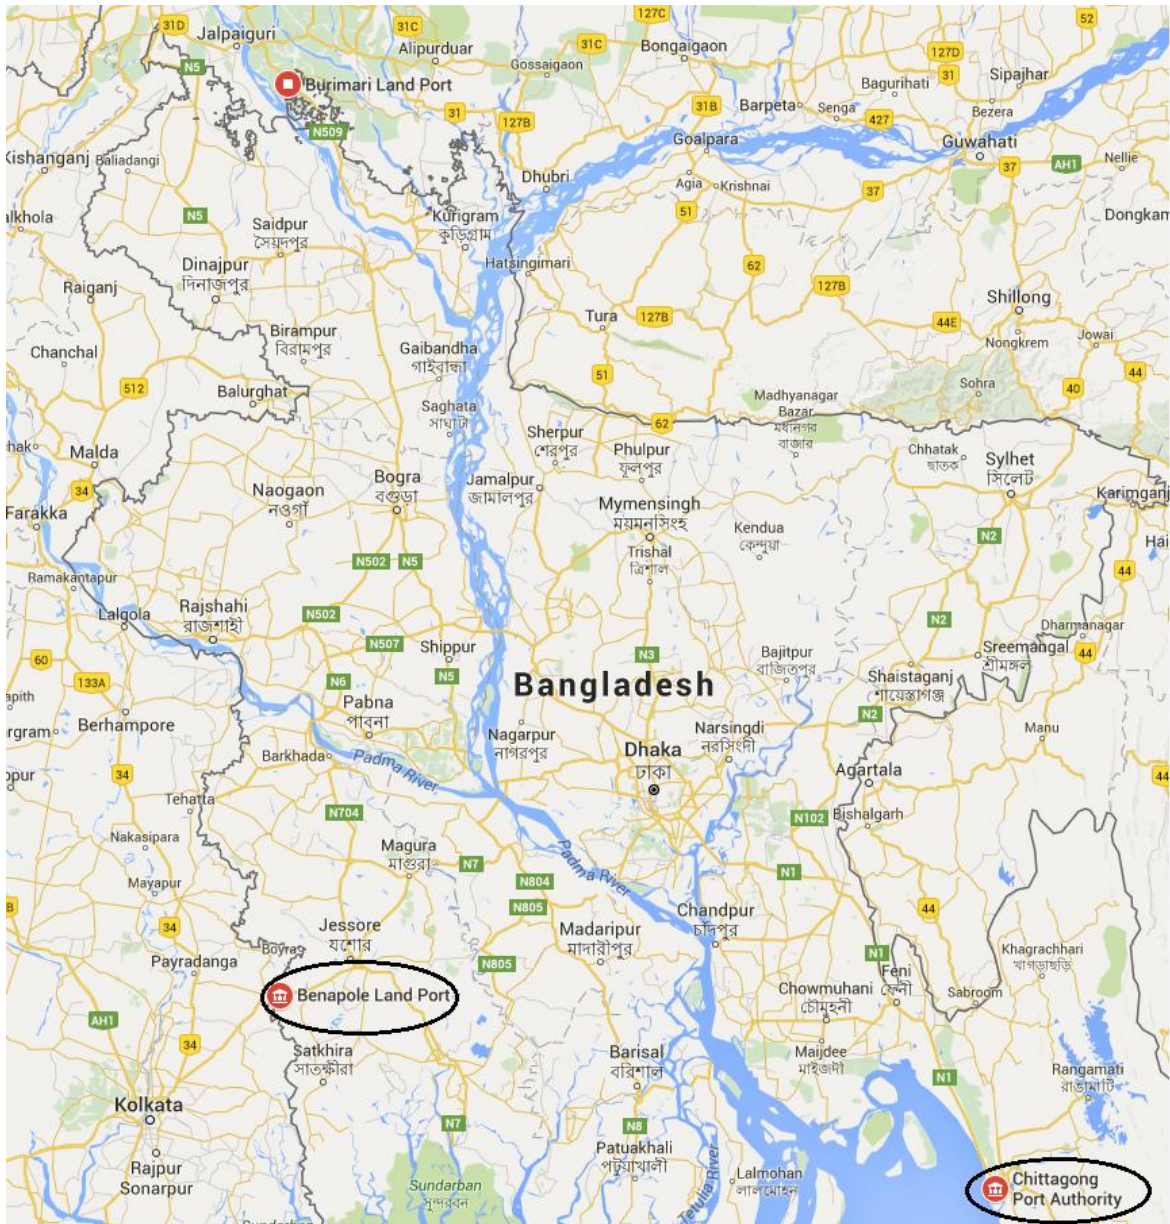 31D
127C
52
Jalpaiguri
31C
Alipurduar
31C
Bongaigaon
127D
Gossaigaon
N5
31
Sipajhar
Bagurihati
Burimari Land Port
31
31B
Barpeta
Senga
Bezera
127B
427
N509
Goalpara
Guwahati
Kishanganj
Baliadangi
37
AH1
Nellie
Dhubri
Agia
Krishnai
37
N5
51
Kurigram
কুড়িগ্রাম
Dongkam
Saidpur
সৈয়দপুর
Hatsingimari
62
Dinajpur
দিনাজপুর
Raiganj
127B
Shillong
Tura
127B
44E
Birampur
বিরামপুর
Nongkrem
Jowai
Chanchal
Gaibandha
গাইবান্ধা
51
44
512
Balurghat
Sohra
40
Madhyanagar
Bazar
মধ্যনগর
বাজার
Saghata
সাঘাটা
62
Sherpur
শেরপুর
Phulpur
ফুলপুর
Chhatak
ছাতক
Malda
Sylhet
সিলেট
34
Naogaon
নওগাঁ
Bogra
বগুড়া
Jamalpur
জামালপুর
Karimganj
Farakka
Mymensingh
ময়মনসিংহ
Kendua
কেন্দুয়া
N2
Hai
N502
N5
Trishal
ত্রিশাল
44
Ramakantapur
Lalgola
Rajshahi
রাজশাহী
N502
N2
Dharmanagar
N507
Shippur
N3
Bajitpur
বাজিতপুর
Sreemangal
শ্রীমঙ্গল
44
60
Shaistaganj
শায়েস্তাগঞ্জ
133A
N6
N5
Bangladesh
Berhampore
Pabna
পাবনা
N2
Nagarpur
নাগরপুর
Narsingdi
নরসিংদী
Manu
Barkhada
Padma River
Dhaka
ঢাকা
34
Agartala
44
Tehatta
N704
N102
Bishalgarh
Nakasipara
Magura
মাগুরা
N7
Padma River
N1
Mayapur
N804
N805
44
34
Jessore
যশোর
Madaripur
মাদারীপুর
Chandpur
চাঁদপুর
Boyra
Payradanga
N805
N1
Khagrachhari
খাগড়াছড়ি
Feni
ফেনী
Benapole Land Port
Chowmuhani
চৌমুহনী
Sabroom
AH1
34
Satkhira
সাতক্ষীরা
Barisal
বরিশাল
Maijdee
মাইজদী
N1
Rangamati
রাঙামাটি
Kolkata
N7
N8
Rajpur
Sonarpur
Patuakhali
পটুয়াখালী
Tetulia River
Lalmohan
লালমোহন
Sundarban
সুন্দরবন
Chittagong
Port Authority